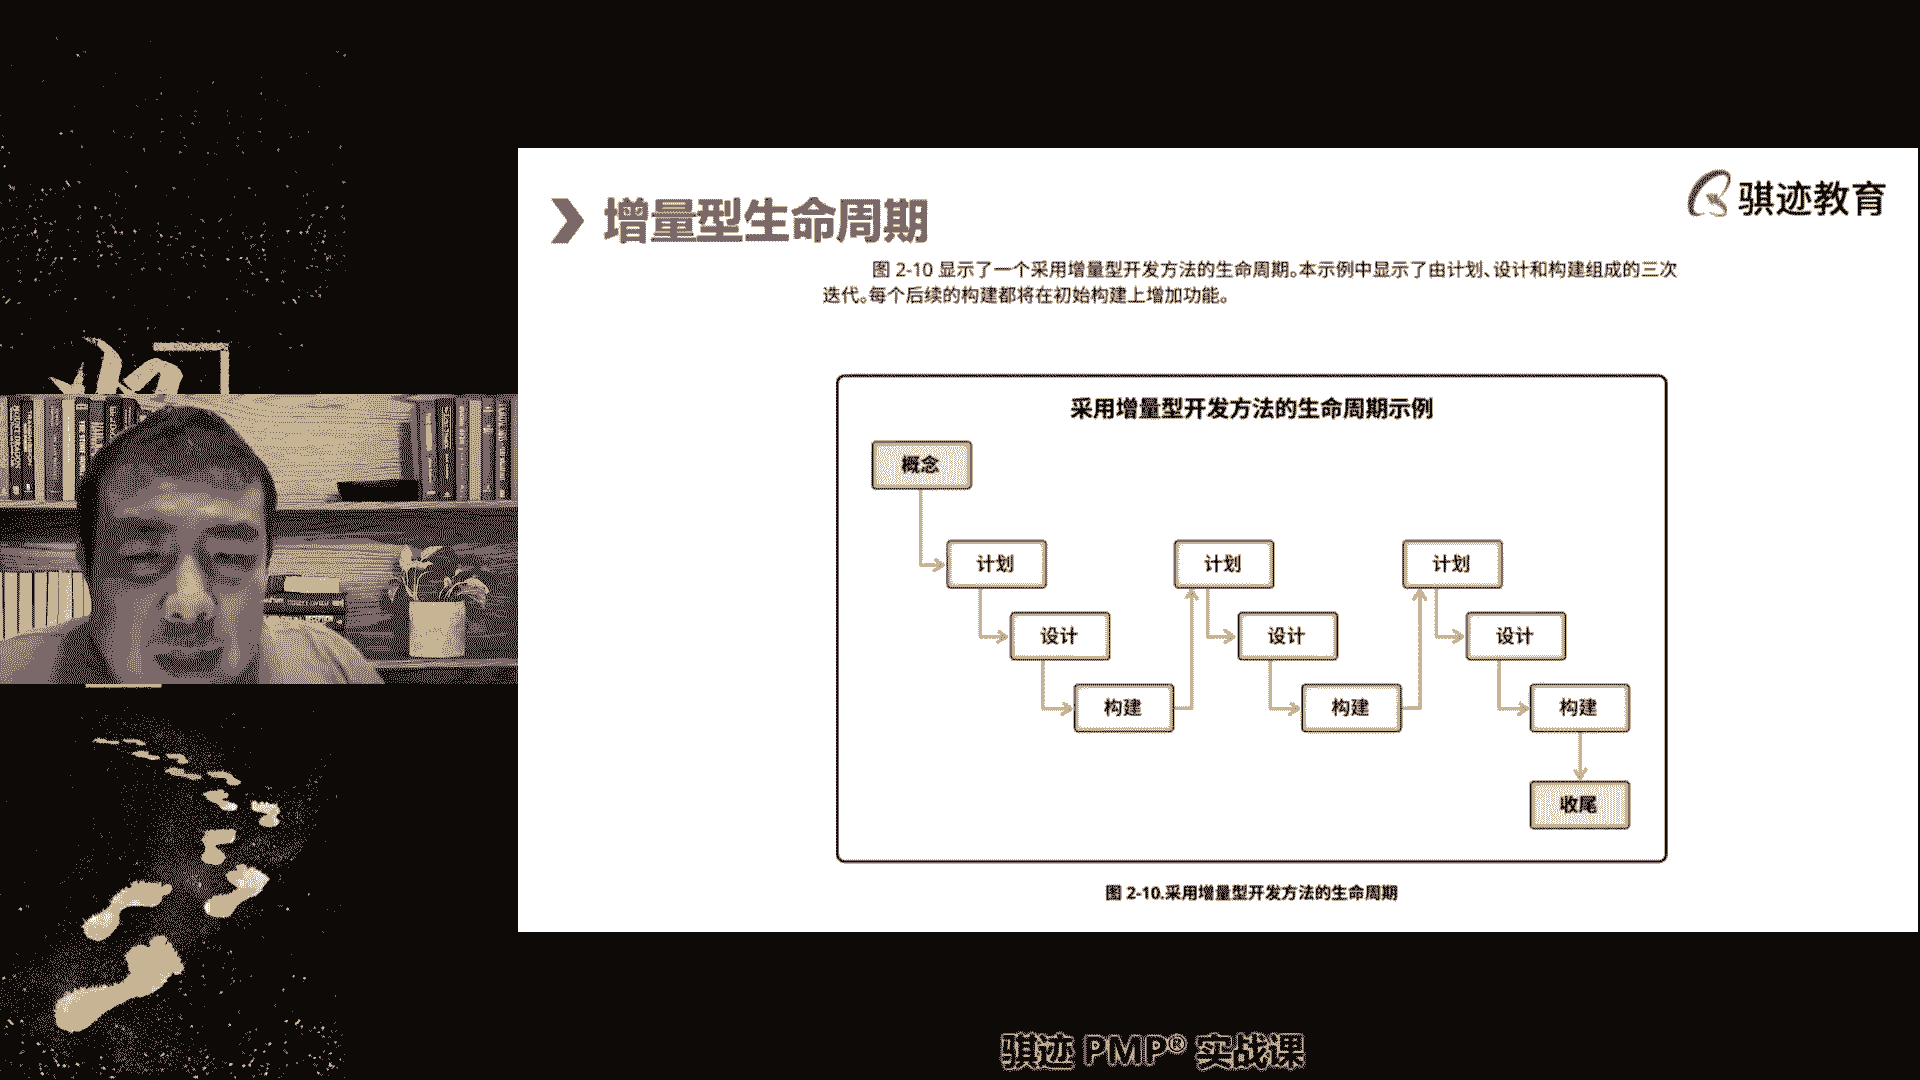 骐迹教育
增量型生命周期
图 2-10 显示了一个采用增量型开发方法的生命周期。本示例中显示了由计划、设计和构建组成的三次
迭代。每个后续的构建都将在初始构建上增加功能。
采用增量型开发方法的生命周期示例
概念
计划
计划
计划
设计
设计
设计
构建
构建
构建
收尾
图 2-10.采用增量型开发方法的生命周期
骐迹 PMP® 实战课